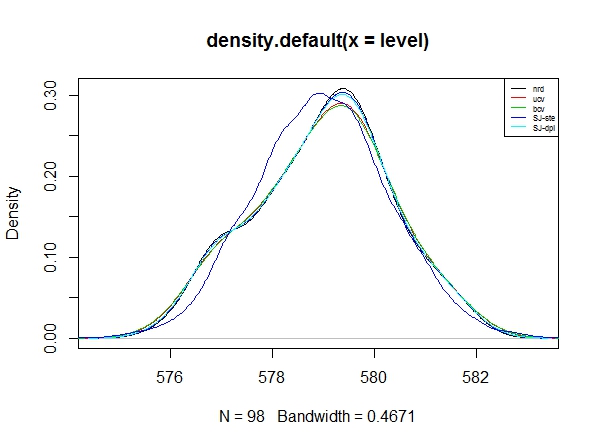 density.default(x = level)
0.30
0.20
0.10
0.00
Density
nrd
ucv
bcv
SJ-ste
SJ-dpi
576 578 580 582
N = 98 Bandwidth = 0.4671